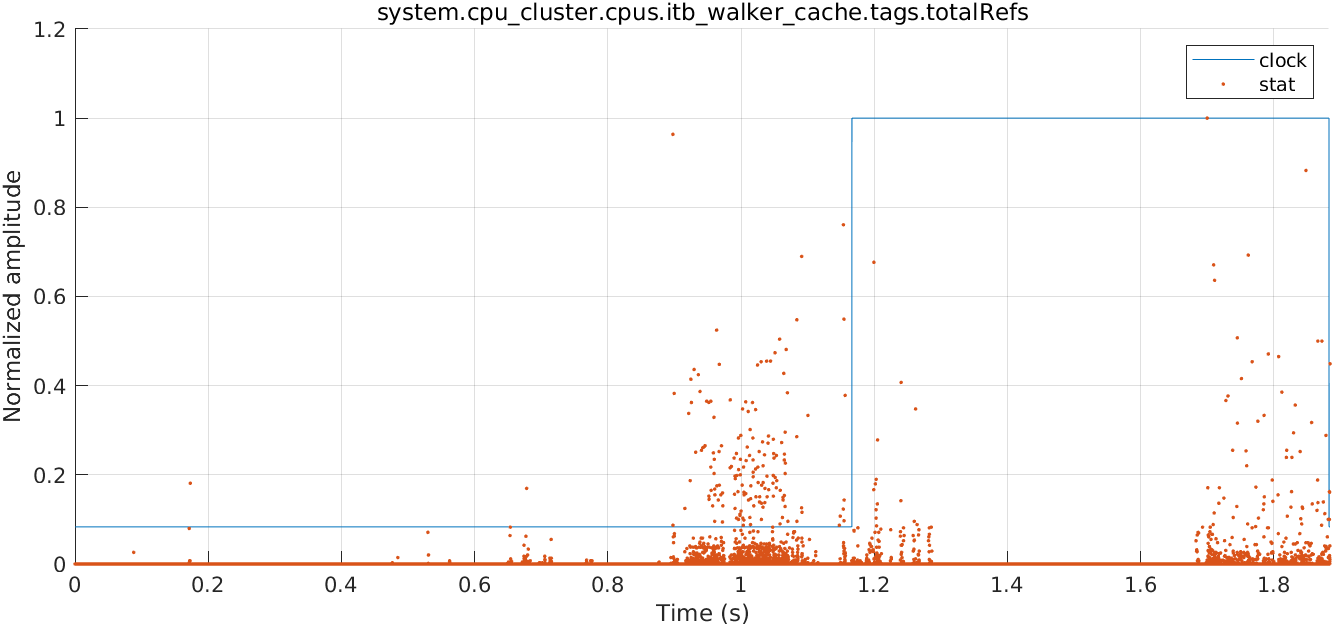 system.cpu_cluster.cpus.itb_walker_cache.tags.totalRefs
1.2
1
0.8
0.6
0.4
0.2
0
Normalized amplitude
clock
stat
0 0.2 0.4 0.6 0.8 1 1.2 1.4 1.6 1.8
Time (s)